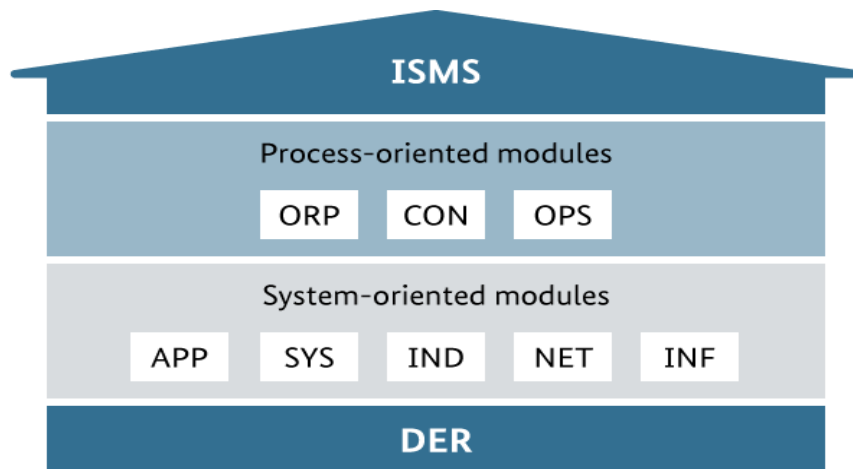 ISMS
Process-oriented modules
ORP CON OPS
System-oriented modules
APP SYS IND NET INF
DER